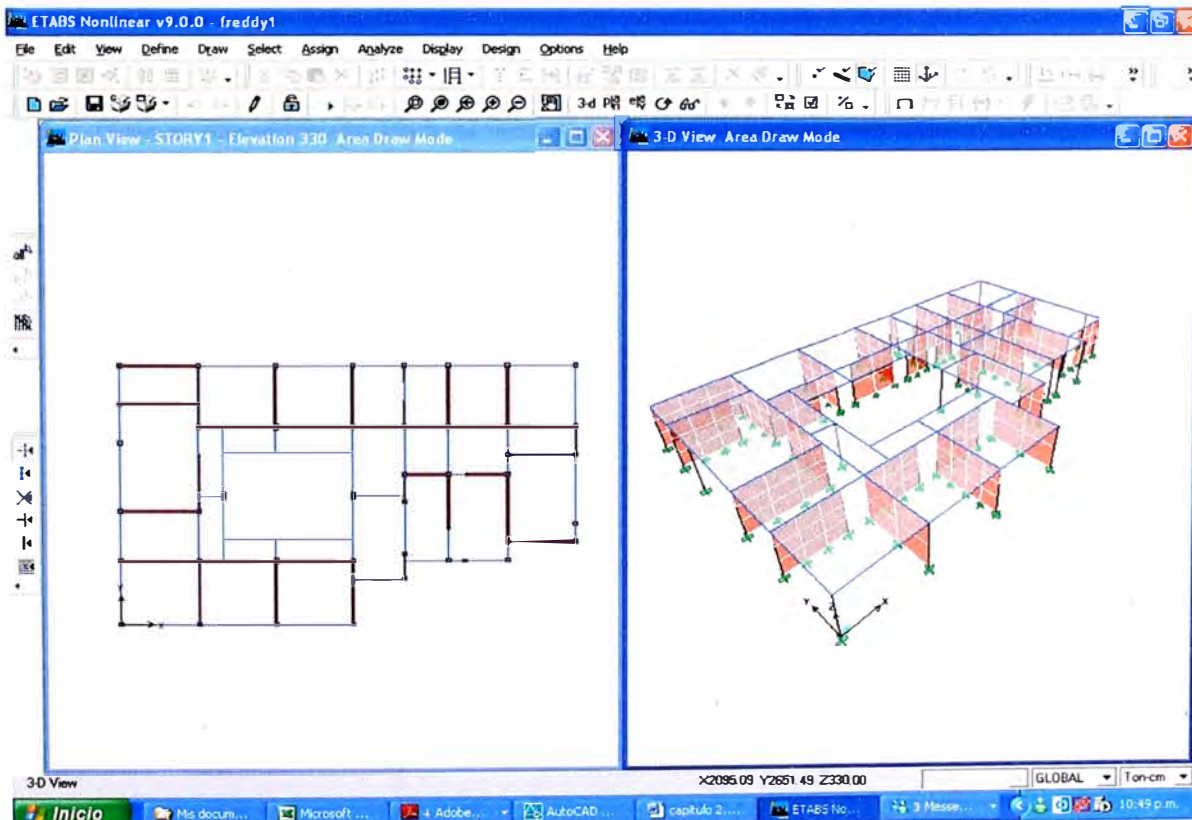 ETABS Nonlinear v9.0.0 - freddy1
File Edit View Define Draw Select Assign Analyze Display Design Options Help
3-d
Plan View - STORY1 - Elevation 330 Area Draw Mode
3-D View Area Draw Mode
all
Y
X
Y
Z
X
3-D View
X2095.09 Y2651.49 Z330.00
GLOBAL
Ton-cm
Inicio
Mis docum...
Microsoft ...
4 Adobe...
AutoCAD ...
capitulo 2....
ETABS No...
3 Messe...
10:49 p.m.